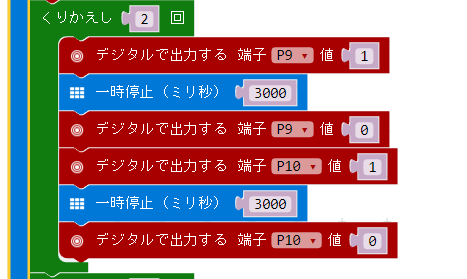 くりかえし 2 回
デジタルで出力する 端子 P9 値 1
一時停止（ミリ秒） 3000
デジタルで出力する 端子 P9 値 0
デジタルで出力する 端子 P10 値 1
一時停止（ミリ秒） 3000
デジタルで出力する 端子 P10 値 0